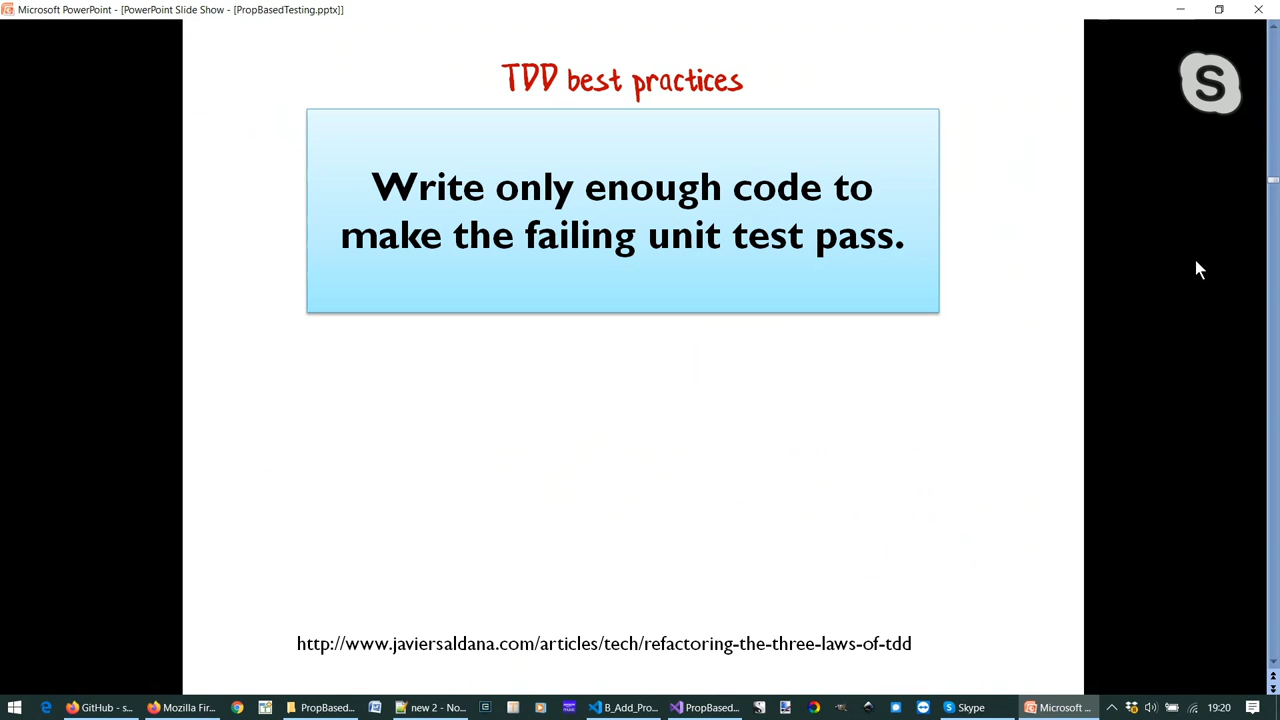 Microsoft PowerPoint - [PowerPoint Slide Show - [PropBasedTesting.pptx]]
TDD best practices
S
Write only enough code to
make the failing unit test pass.
http://www.javiersaldana.com/articles/tech/refactoring-the-three-laws-of-tdd
GitHub - s... Mozilla Fir... PropBased... new 2 - No... B_Add_Pro... PropBased... Skype Microsoft ... 19:20